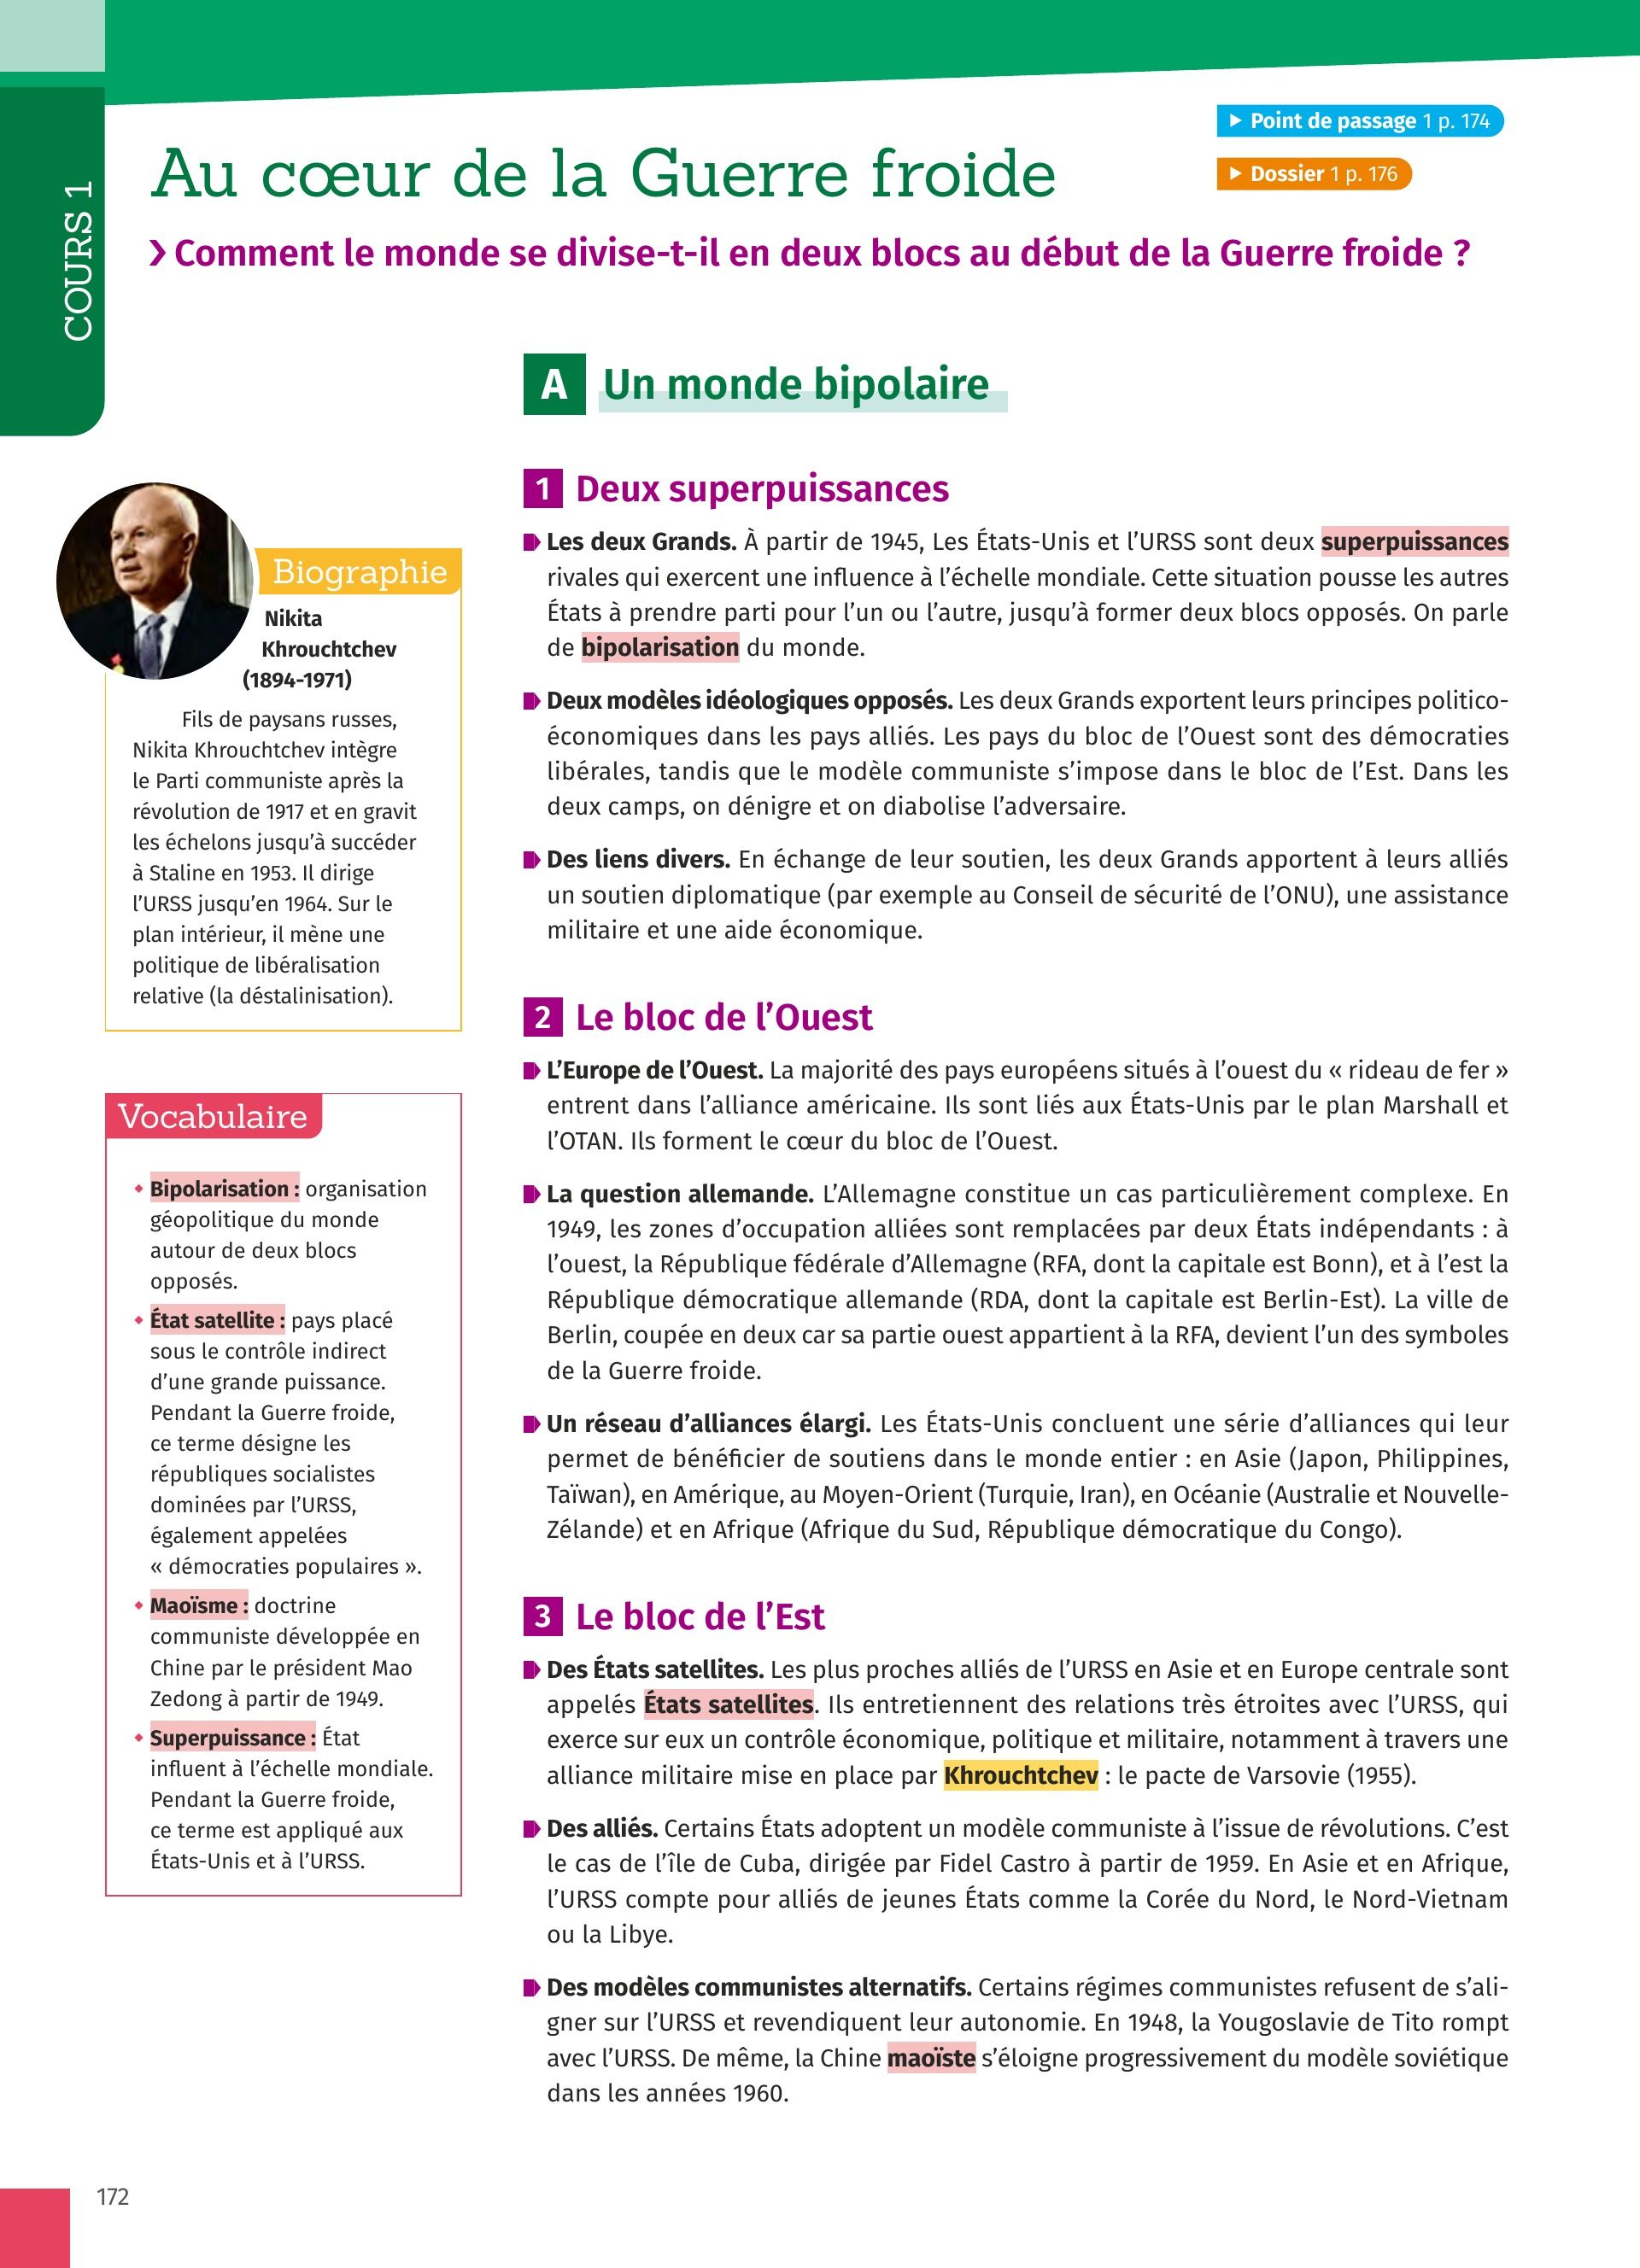 COURS 1
▶ Point de passage 1 p. 174
▶ Dossier 1 p. 176
Au cœur de la Guerre froide
❯ Comment le monde se divise-t-il en deux blocs au début de la Guerre froide ?
Biographie
Nikita
Khrouchtchev
(1894-1971)
Fils de paysans russes,
Nikita Khrouchtchev intègre
le Parti communiste après la
révolution de 1917 et en gravit
les échelons jusqu’à succéder
à Staline en 1953. Il dirige
l’URSS jusqu’en 1964. Sur le
plan intérieur, il mène une
politique de libéralisation
relative (la déstalinisation).
Vocabulaire
Bipolarisation : organisation
géopolitique du monde
autour de deux blocs
opposés.
État satellite : pays placé
sous le contrôle indirect
d’une grande puissance.
Pendant la Guerre froide,
ce terme désigne les
républiques socialistes
dominées par l’URSS,
également appelées
« démocraties populaires ».
Maoïsme : doctrine
communiste développée en
Chine par le président Mao
Zedong à partir de 1949.
Superpuissance : État
influent à l’échelle mondiale.
Pendant la Guerre froide,
ce terme est appliqué aux
États-Unis et à l’URSS.
A Un monde bipolaire
1 Deux superpuissances
Les deux Grands. À partir de 1945, Les États-Unis et l’URSS sont deux superpuissances
rivales qui exercent une influence à l’échelle mondiale. Cette situation pousse les autres
États à prendre parti pour l’un ou l’autre, jusqu’à former deux blocs opposés. On parle
de bipolarisation du monde.
Deux modèles idéologiques opposés. Les deux Grands exportent leurs principes politico-
économiques dans les pays alliés. Les pays du bloc de l’Ouest sont des démocraties
libérales, tandis que le modèle communiste s’impose dans le bloc de l’Est. Dans les
deux camps, on dénigre et on diabolise l’adversaire.
Des liens divers. En échange de leur soutien, les deux Grands apportent à leurs alliés
un soutien diplomatique (par exemple au Conseil de sécurité de l’ONU), une assistance
militaire et une aide économique.
2 Le bloc de l’Ouest
L’Europe de l’Ouest. La majorité des pays européens situés à l’ouest du « rideau de fer »
entrent dans l’alliance américaine. Ils sont liés aux États-Unis par le plan Marshall et
l’OTAN. Ils forment le cœur du bloc de l’Ouest.
La question allemande. L’Allemagne constitue un cas particulièrement complexe. En
1949, les zones d’occupation alliées sont remplacées par deux États indépendants : à
l’ouest, la République fédérale d’Allemagne (RFA, dont la capitale est Bonn), et à l’est la
République démocratique allemande (RDA, dont la capitale est Berlin-Est). La ville de
Berlin, coupée en deux car sa partie ouest appartient à la RFA, devient l’un des symboles
de la Guerre froide.
Un réseau d’alliances élargi. Les États-Unis concluent une série d’alliances qui leur
permet de bénéficier de soutiens dans le monde entier : en Asie (Japon, Philippines,
Taïwan), en Amérique, au Moyen-Orient (Turquie, Iran), en Océanie (Australie et Nouvelle-
Zélande) et en Afrique (Afrique du Sud, République démocratique du Congo).
3 Le bloc de l’Est
Des États satellites. Les plus proches alliés de l’URSS en Asie et en Europe centrale sont
appelés États satellites. Ils entretiennent des relations très étroites avec l’URSS, qui
exerce sur eux un contrôle économique, politique et militaire, notamment à travers une
alliance militaire mise en place par Khrouchtchev : le pacte de Varsovie (1955).
Des alliés. Certains États adoptent un modèle communiste à l’issue de révolutions. C’est
le cas de l’île de Cuba, dirigée par Fidel Castro à partir de 1959. En Asie et en Afrique,
l’URSS compte pour alliés de jeunes États comme la Corée du Nord, le Nord-Vietnam
ou la Libye.
Des modèles communistes alternatifs. Certains régimes communistes refusent de s’ali-
gner sur l’URSS et revendiquent leur autonomie. En 1948, la Yougoslavie de Tito rompt
avec l’URSS. De même, la Chine maoïste s’éloigne progressivement du modèle soviétique
dans les années 1960.
172